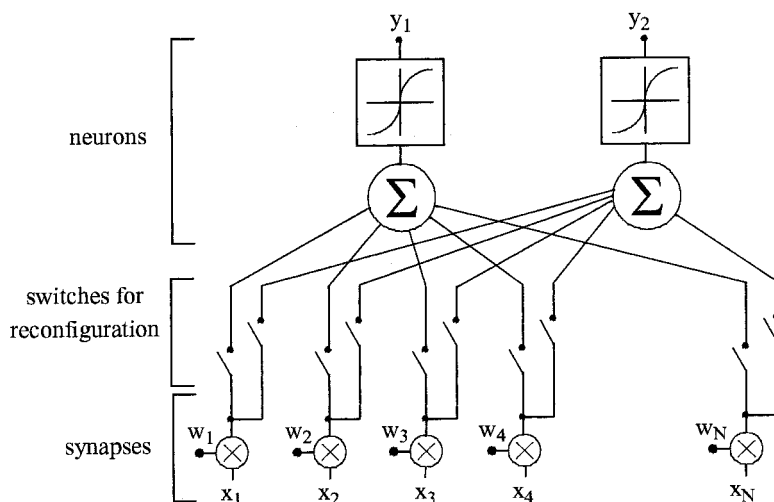 y1 y2
neurons
Σ Σ
switches for
reconfiguration
w1 w2 w3 w4 wN
synapses
x1 x2 x3 x4 xN